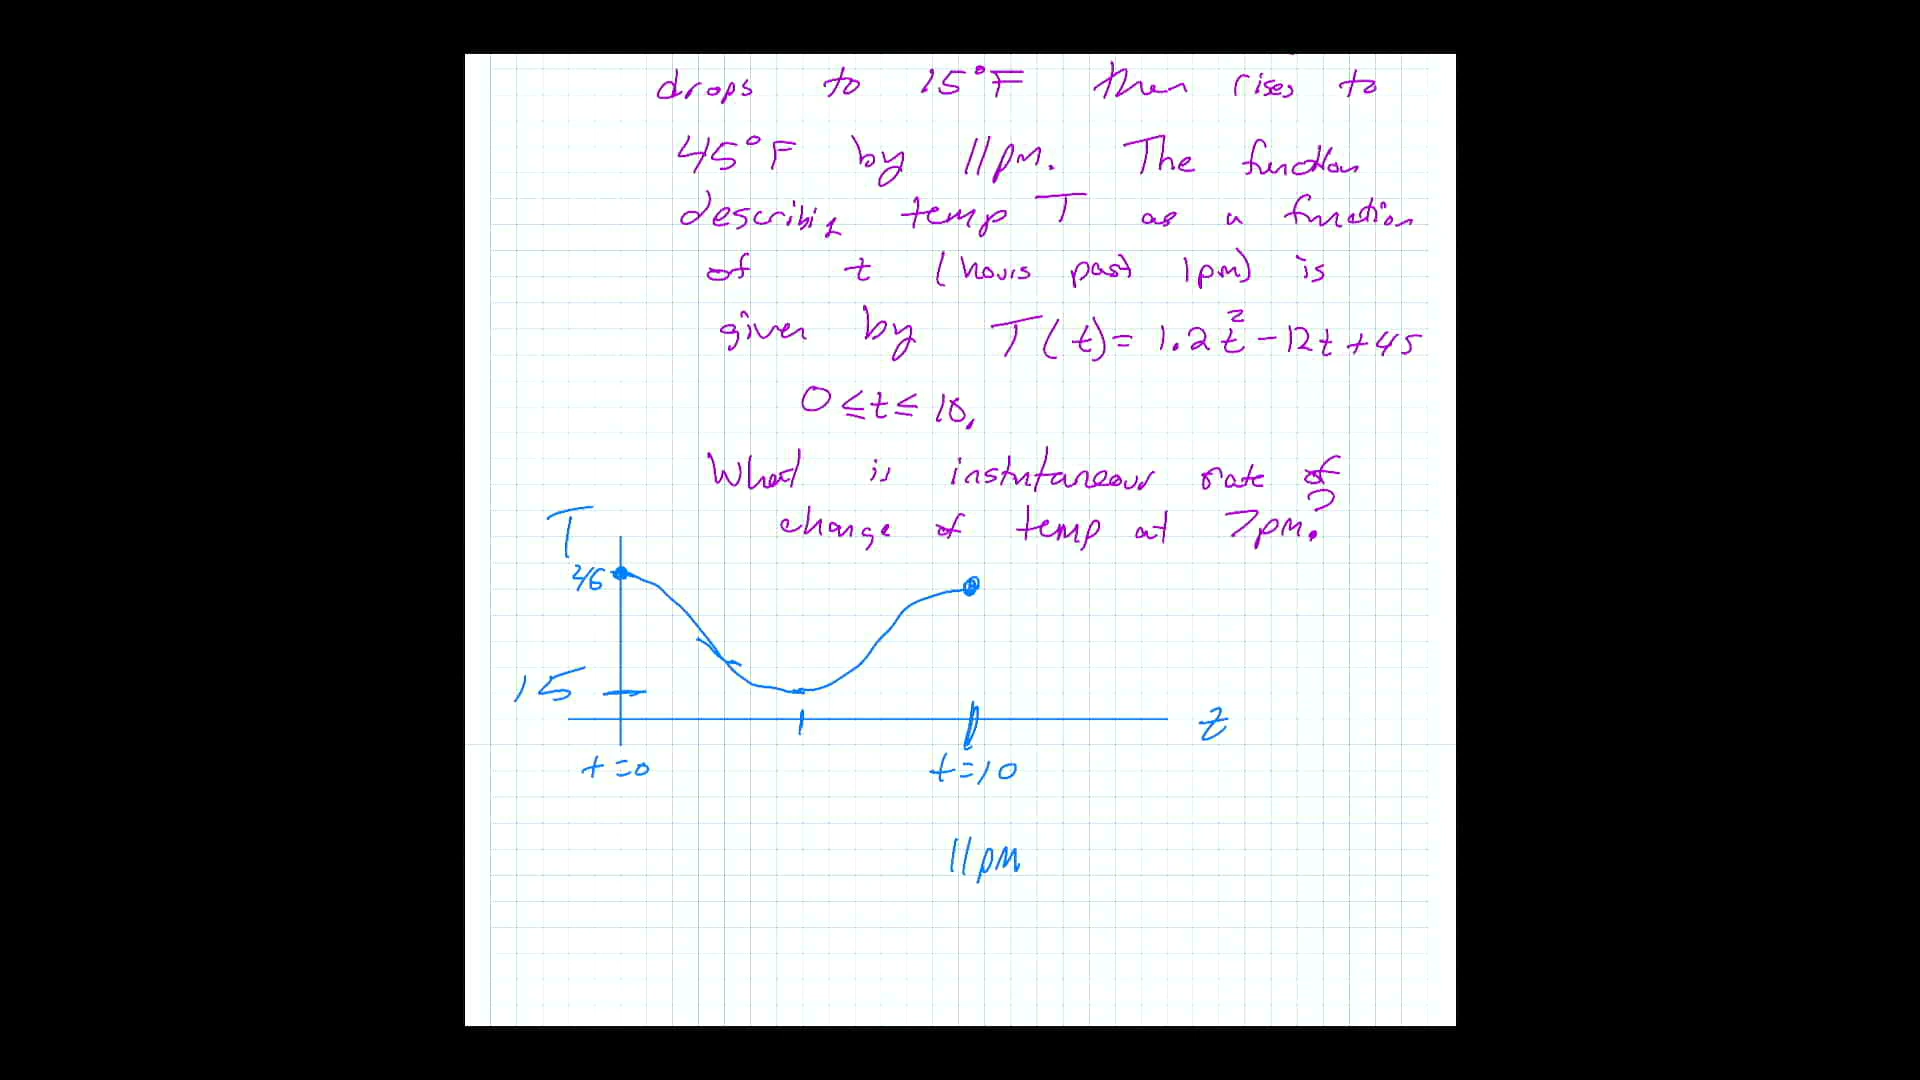 drops to 15°F then rises to
45°F by 11pm. The function
describing temp T as a function
of t (hours past 1pm) is
given by T(t)= 1.2t²-12t+45
0≤t≤10.
What is instntaneous rate of
change of temp at 7pm?
T
15
t
t=0
t=10
11pm